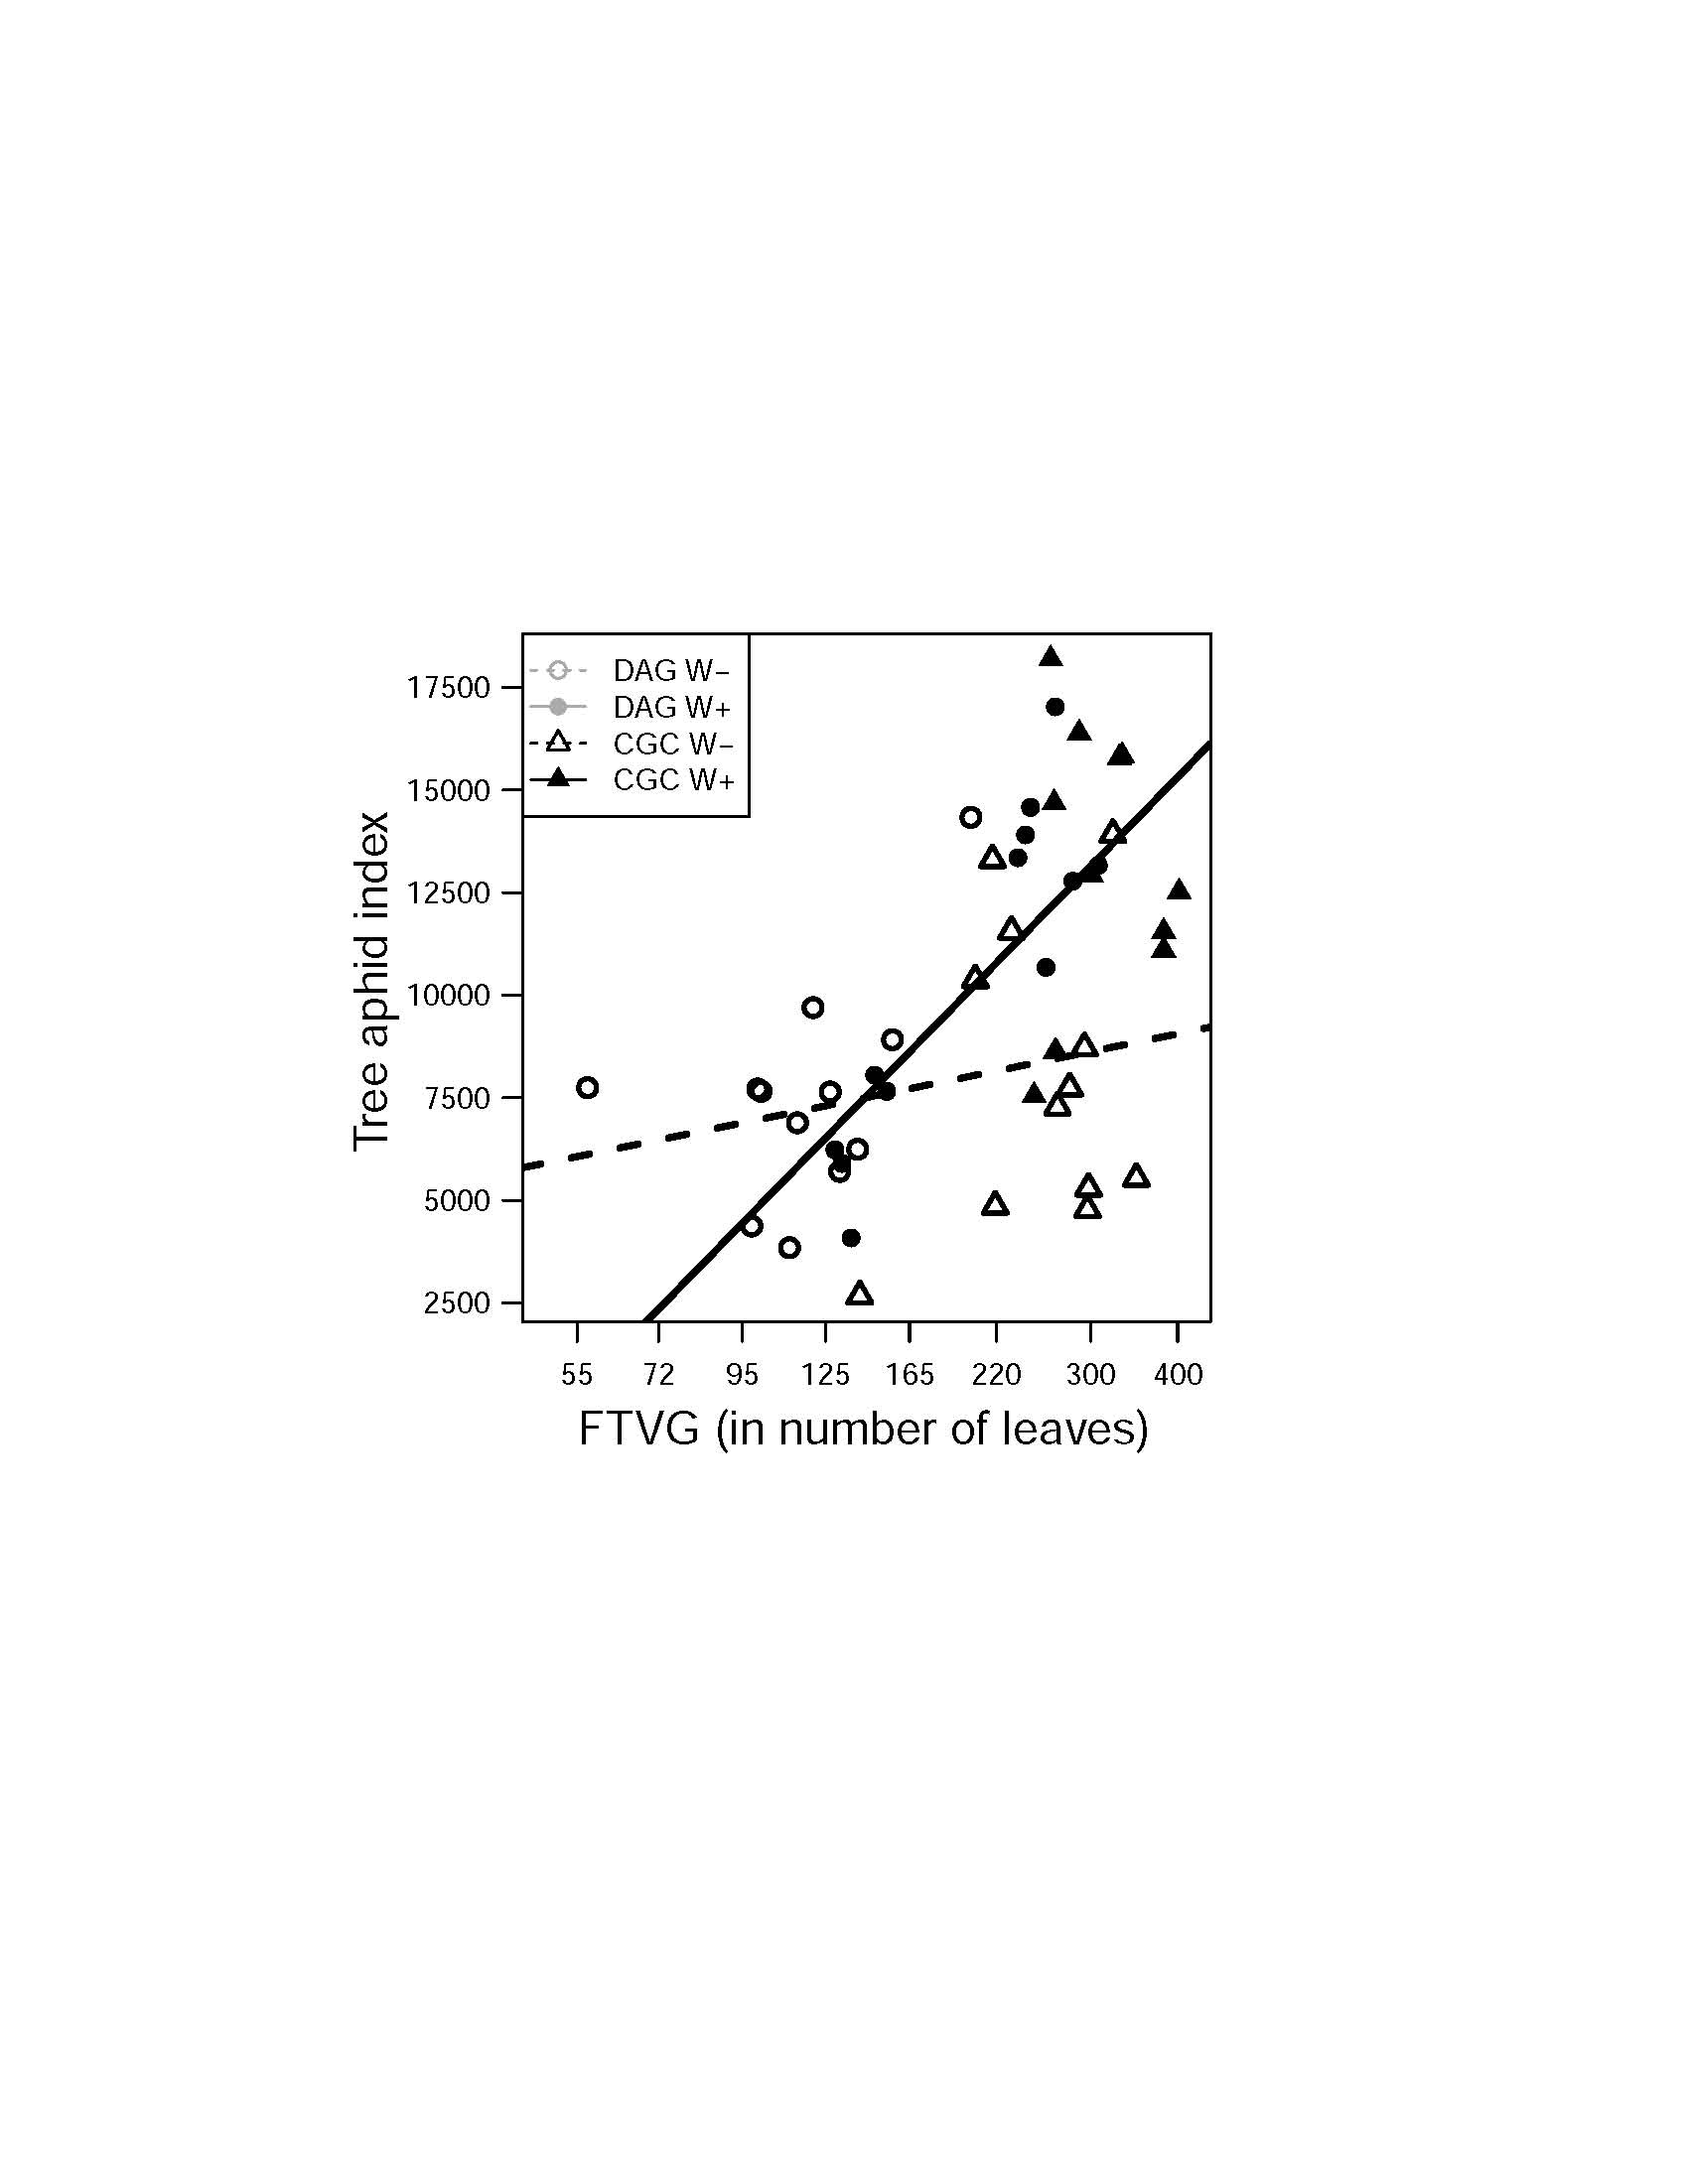 DAG W−
DAG W+
CGC W−
CGC W+
17500
15000
12500
10000
7500
5000
2500
Tree aphid index
55 72 95 125 165 220 300 400
FTVG (in number of leaves)